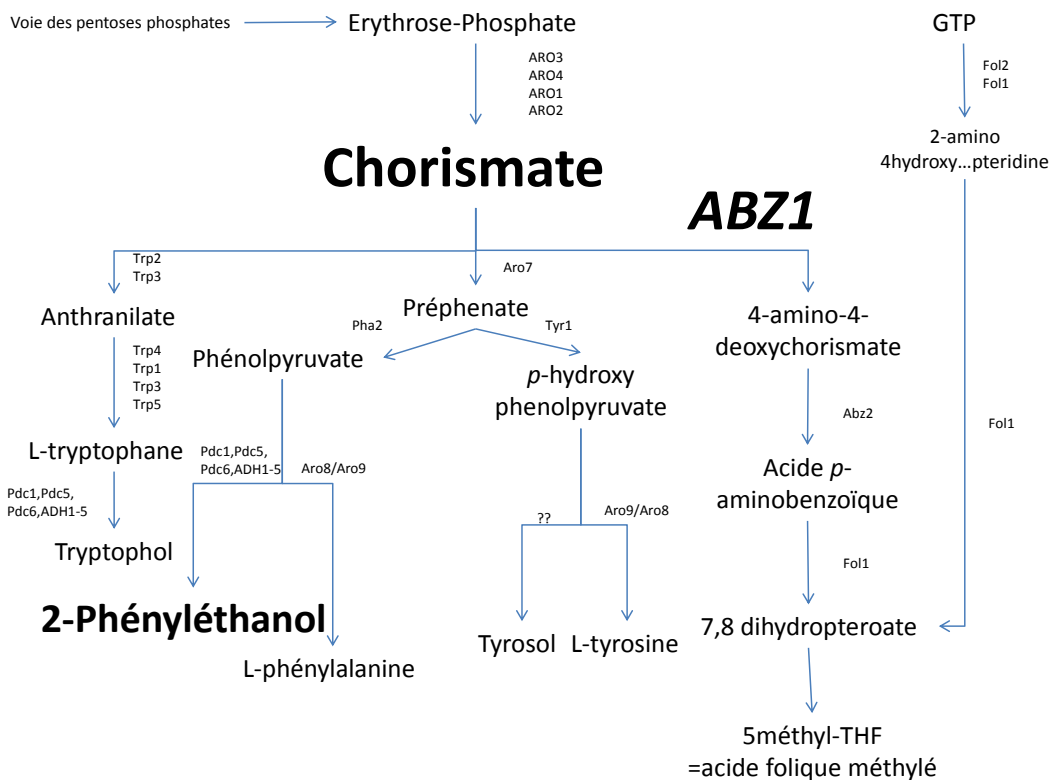 Voie des pentoses phosphates
Erythrose-Phosphate
GTP
ARO3
ARO4
ARO1
ARO2
Fol2
Fol1
2-amino
4hydroxy...pteridine
Chorismate
ABZ1
Trp2
Trp3
Aro7
Anthranilate
Préphenate
4-amino-4-
deoxychorismate
Pha2
Tyr1
Trp4
Trp1
Trp3
Trp5
Phénolpyruvate
p-hydroxy
phenolpyruvate
Abz2
Fol1
L-tryptophane
Pdc1,Pdc5,
Pdc6,ADH1-5
Aro8/Aro9
Acide p-
aminobenzoïque
Pdc1,Pdc5,
Pdc6,ADH1-5
??
Aro9/Aro8
Tryptophol
Fol1
2-Phényléthanol
7,8 dihydropteroate
Tyrosol
L-tyrosine
L-phénylalanine
5méthyl-THF
=acide folique méthylé